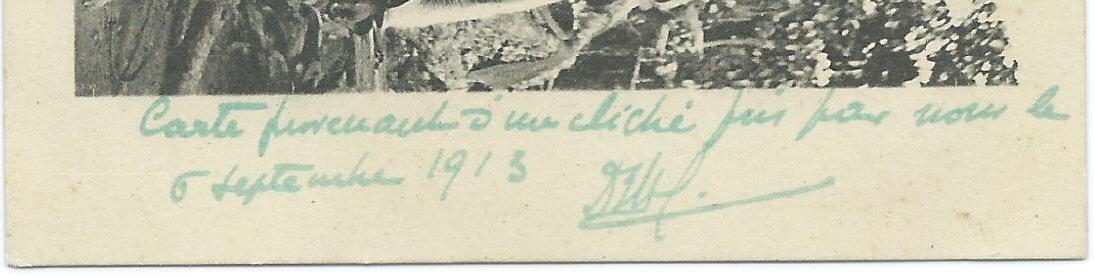 Carte provenant d'un cliché pris par nous le
6 septembre 1913